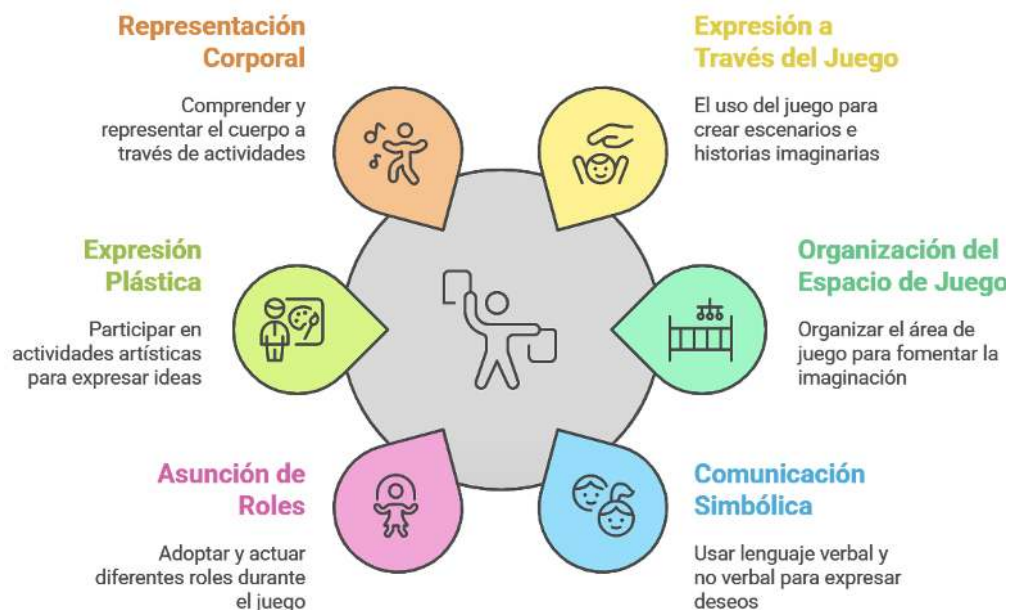 Representación
Corporal
Comprender y
representar el cuerpo a
través de actividades
Expresión a
Través del Juego
El uso del juego para
crear escenarios e
historias imaginarias
Expresión
Plástica
Participar en
actividades artísticas
para expresar ideas
Organización del
Espacio de Juego
Organizar el área de
juego para fomentar la
imaginación
Asunción de
Roles
Adoptar y actuar
diferentes roles durante
el juego
Comunicación
Simbólica
Usar lenguaje verbal y
no verbal para expresar
deseos